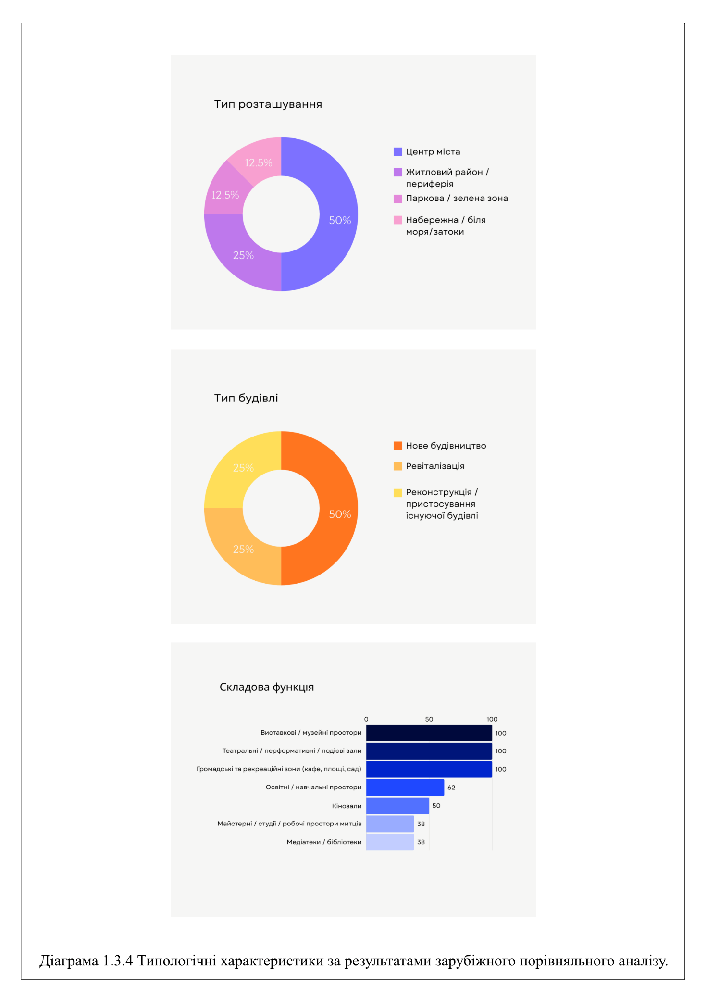 Тип розташування
12.5%
12.5%
50%
25%
Центр міста
Житловий район /
периферія
Паркова / зелена зона
Набережна / біля
моря/затоки
Тип будівлі
25%
50%
25%
Нове будівництво
Ревіталізація
Реконструкція /
пристосування
існуючої будівлі
Складова функція
0 50 100
Виставкові / музейні простори 100
Театральні / перформативні / подієві зали 100
Громадські та рекреаційні зони (кафе, площі, сад) 100
Освітні / навчальні простори 62
Кінозали 50
Майстерні / студії / робочі простори митців 38
Медіатеки / бібліотеки 38
Діаграма 1.3.4 Типологічні характеристики за результатами зарубіжного порівняльного аналізу.